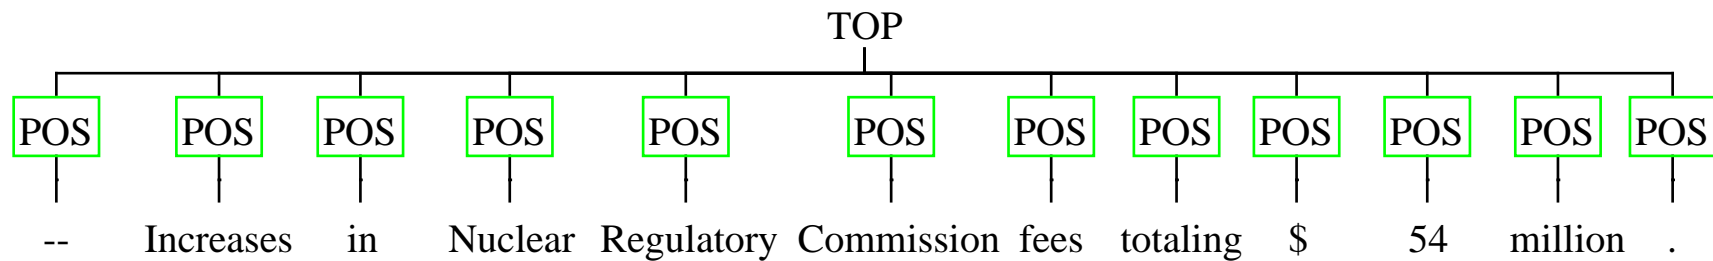 TOP
POS POS POS POS POS POS POS POS POS POS POS POS
-- Increases in Nuclear Regulatory Commission fees totaling $ 54 million .